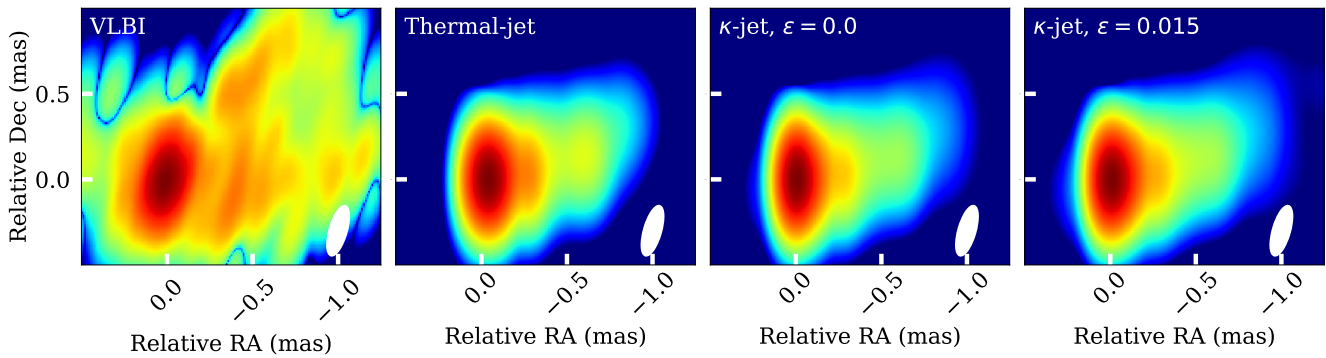 VLBI
Thermal-jet
κ-jet, ε = 0.0
κ-jet, ε = 0.015
Relative Dec (mas)
0.5
0.0
0.0
−0.5
−1.0
0.0
−0.5
−1.0
0.0
−0.5
−1.0
0.0
−0.5
−1.0
Relative RA (mas)
Relative RA (mas)
Relative RA (mas)
Relative RA (mas)